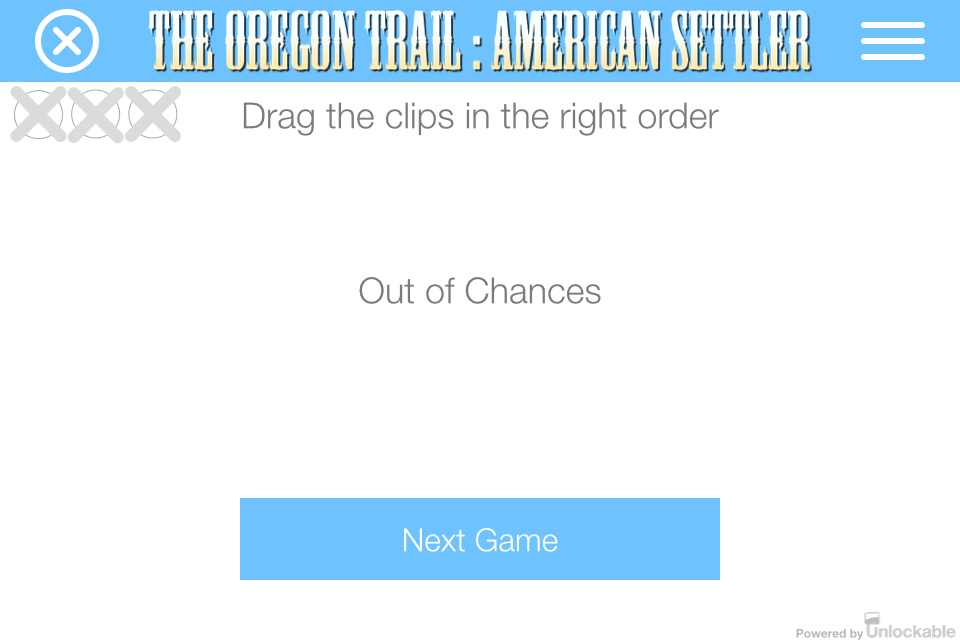 THE OREGON TRAIL : AMERICAN SETTLER
Drag the clips in the right order
Out of Chances
Next Game
Powered by Unlockable